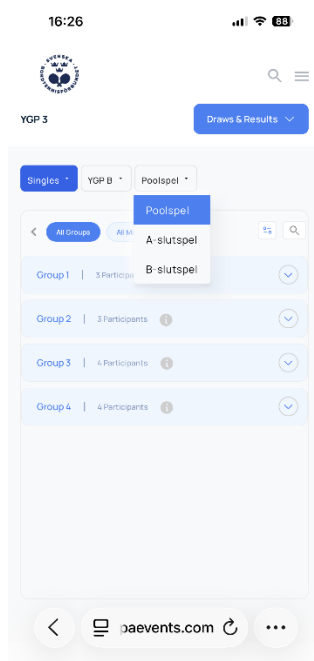 16:26
88
SVENSKA
BORDTENNISFÖRBUNDET
YGP 3
Draws & Results
Singles
YGP B
Poolspel
Poolspel
A-slutspel
B-slutspel
All Groups
All M
Group 1 | 3 Particip
Group 2 | 3 Participants
Group 3 | 4 Participants
Group 4 | 4 Participants
paevents.com